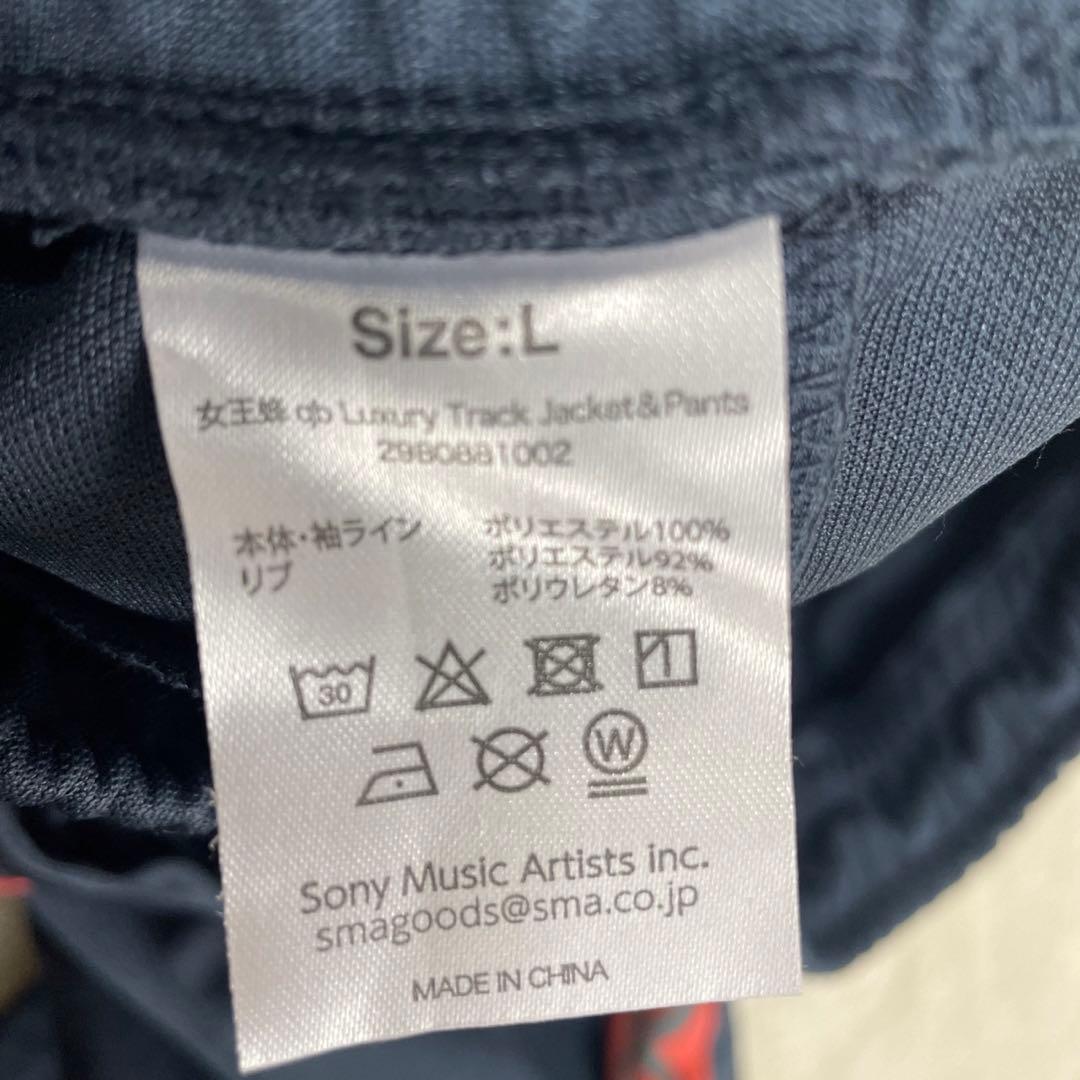 Size:L
女王蜂 qb Luxury Track Jacket&Pants
2980881002
本体・袖ライン ポリエステル100%
リブ ポリエステル92%
ポリウレタン8%
30
W
Sony Music Artists inc.
smagoods@sma.co.jp
MADE IN CHINA